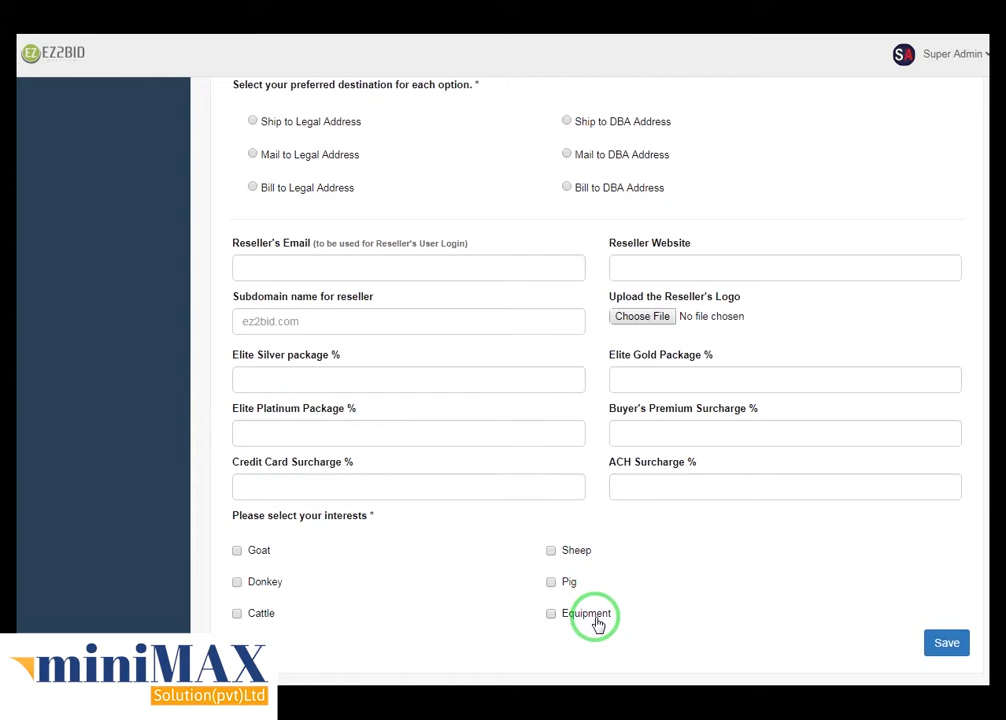 EZ EZ2BID
SA Super Admin
Select your preferred destination for each option. *
Ship to Legal Address Ship to DBA Address
Mail to Legal Address Mail to DBA Address
Bill to Legal Address Bill to DBA Address
Reseller's Email (to be used for Reseller's User Login) Reseller Website
Subdomain name for reseller Upload the Reseller's Logo
ez2bid.com Choose File No file chosen
Elite Silver package % Elite Gold Package %
Elite Platinum Package % Buyer's Premium Surcharge %
Credit Card Surcharge % ACH Surcharge %
Please select your interests *
Goat Sheep
Donkey Pig
Cattle Equipment
Save
miniMAX
Solution(pvt)Ltd